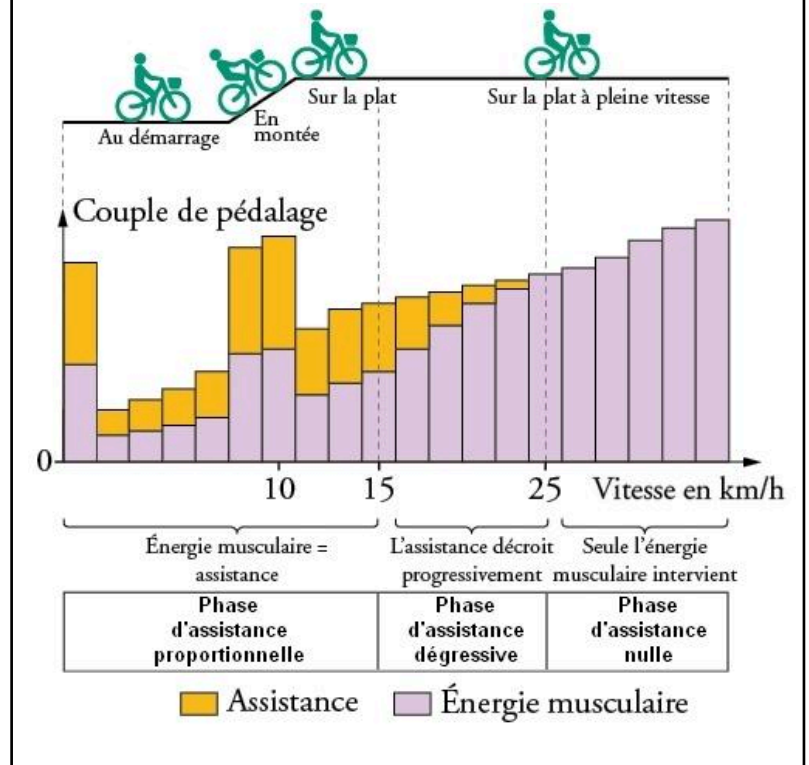 Au démarrage
En
montée
Sur la plat
Sur la plat à pleine vitesse
Couple de pédalage
0
10
15
25
Vitesse en km/h
Énergie musculaire =
assistance
L'assistance décroit
progressivement
Seule l'énergie
musculaire intervient
Phase
d'assistance
proportionnelle
Phase
d'assistance
dégressive
Phase
d'assistance
nulle
Assistance
Énergie musculaire